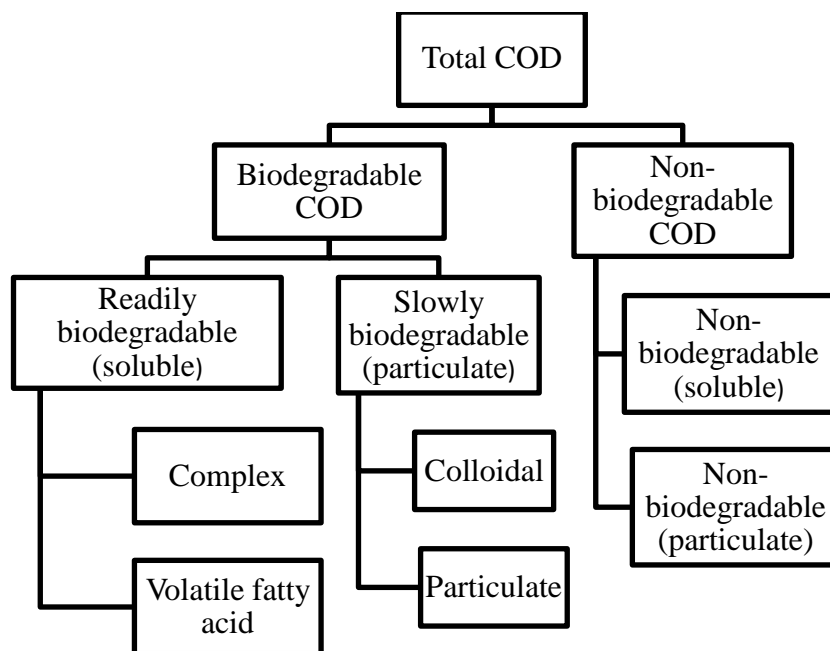 Total COD
Biodegradable
COD
Non-
biodegradable
COD
Readily
biodegradable
(soluble)
Slowly
biodegradable
(particulate)
Non-
biodegradable
(soluble)
Complex
Colloidal
Non-
biodegradable
(particulate)
Volatile fatty
acid
Particulate